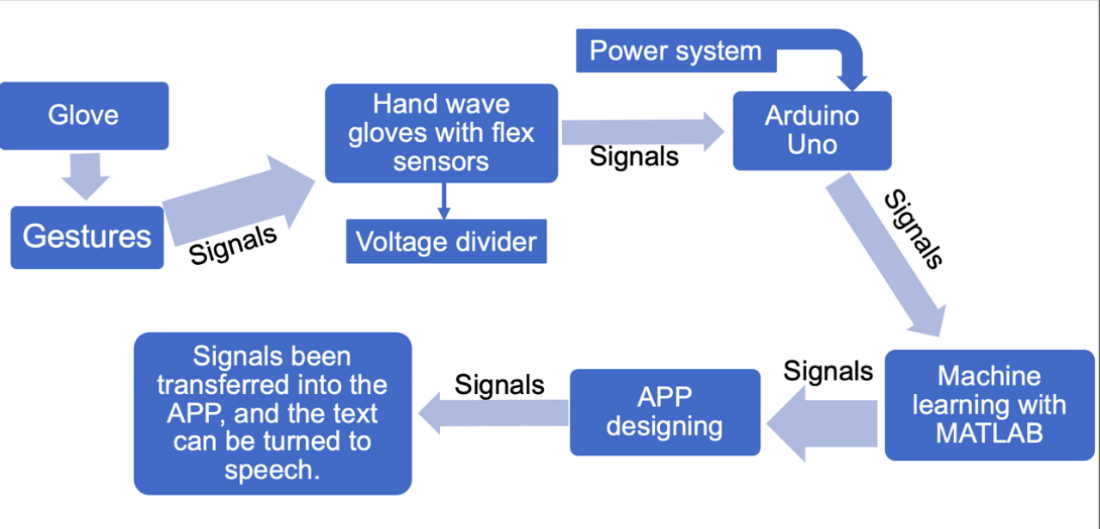 Power system
Glove
Hand wave
gloves with flex
sensors
Signals
Arduino
Uno
Gestures
Signals
Voltage divider
Signals
Signals been
transferred into the
APP, and the text
can be turned to
speech.
Signals
APP
designing
Signals
Machine
learning with
MATLAB